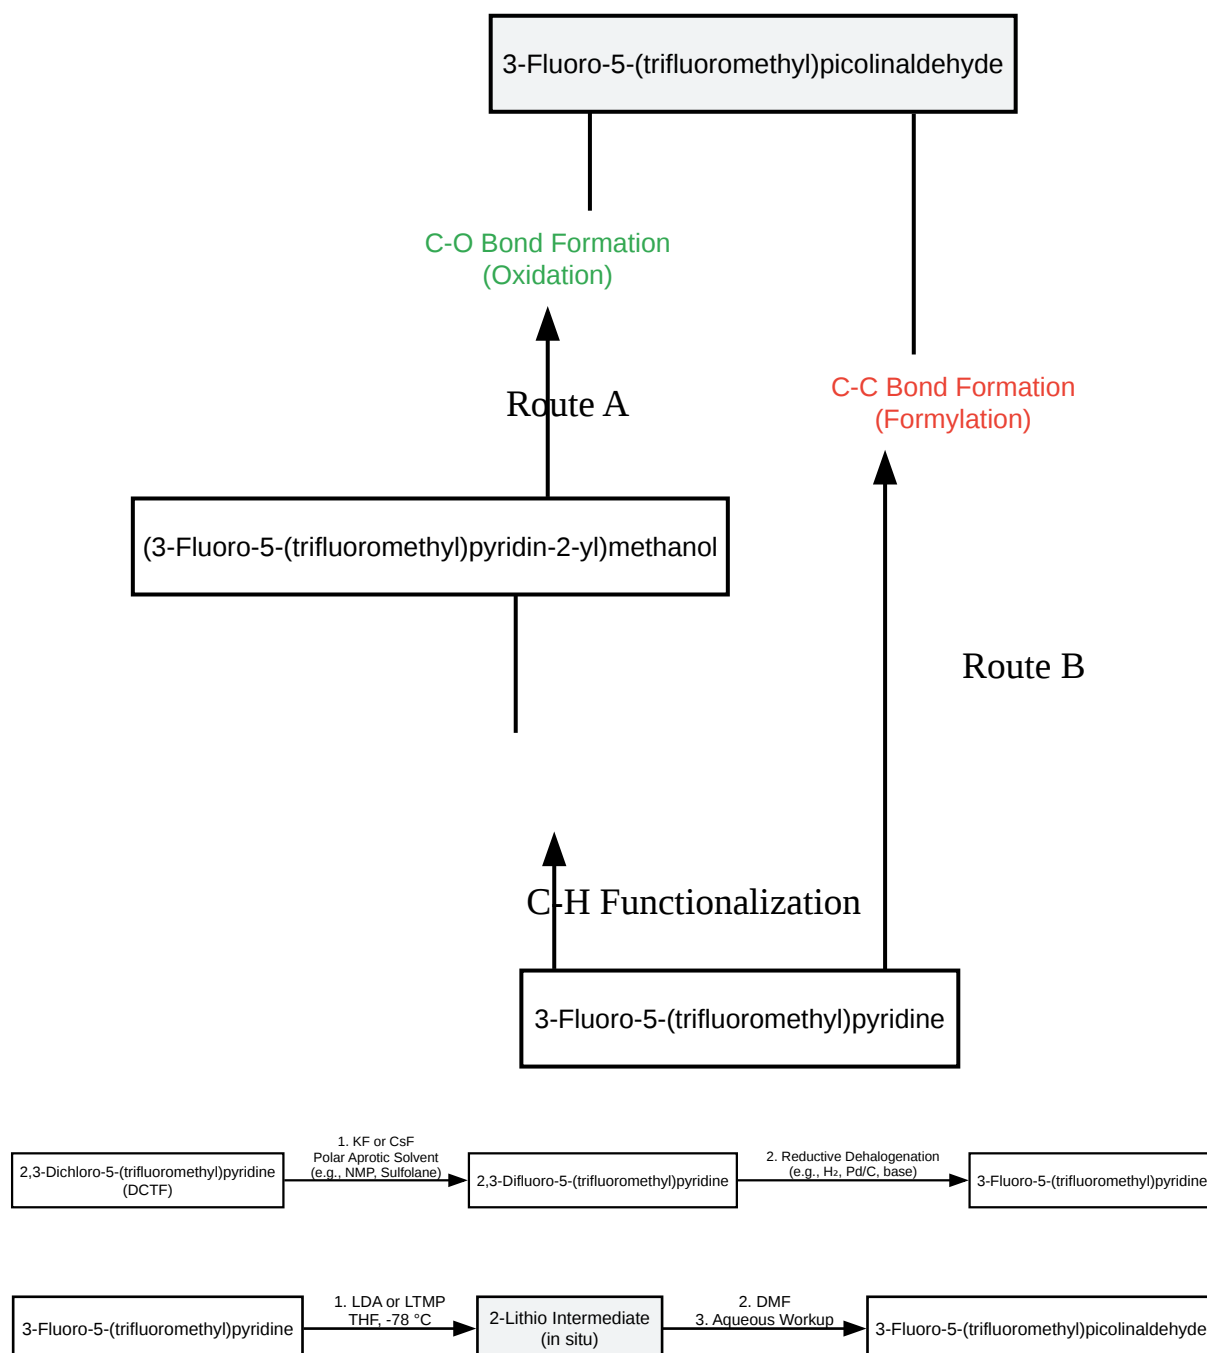 3-Fluoro-5-(trifluoromethyl)picolinaldehyde
C-O Bond Formation
(Oxidation)
C-C Bond Formation
(Formylation)
Route A
(3-Fluoro-5-(trifluoromethyl)pyridin-2-yl)methanol
Route B
C-H Functionalization
3-Fluoro-5-(trifluoromethyl)pyridine
2,3-Dichloro-5-(trifluoromethyl)pyridine
(DCTF)
1. KF or CsF
Polar Aprotic Solvent
(e.g., NMP, Sulfolane)
2,3-Difluoro-5-(trifluoromethyl)pyridine
2. Reductive Dehalogenation
(e.g., H₂, Pd/C, base)
3-Fluoro-5-(trifluoromethyl)pyridine
3-Fluoro-5-(trifluoromethyl)pyridine
1. LDA or LTMP
THF, -78 °C
2-Lithio Intermediate
(in situ)
2. DMF
3. Aqueous Workup
3-Fluoro-5-(trifluoromethyl)picolinaldehyde